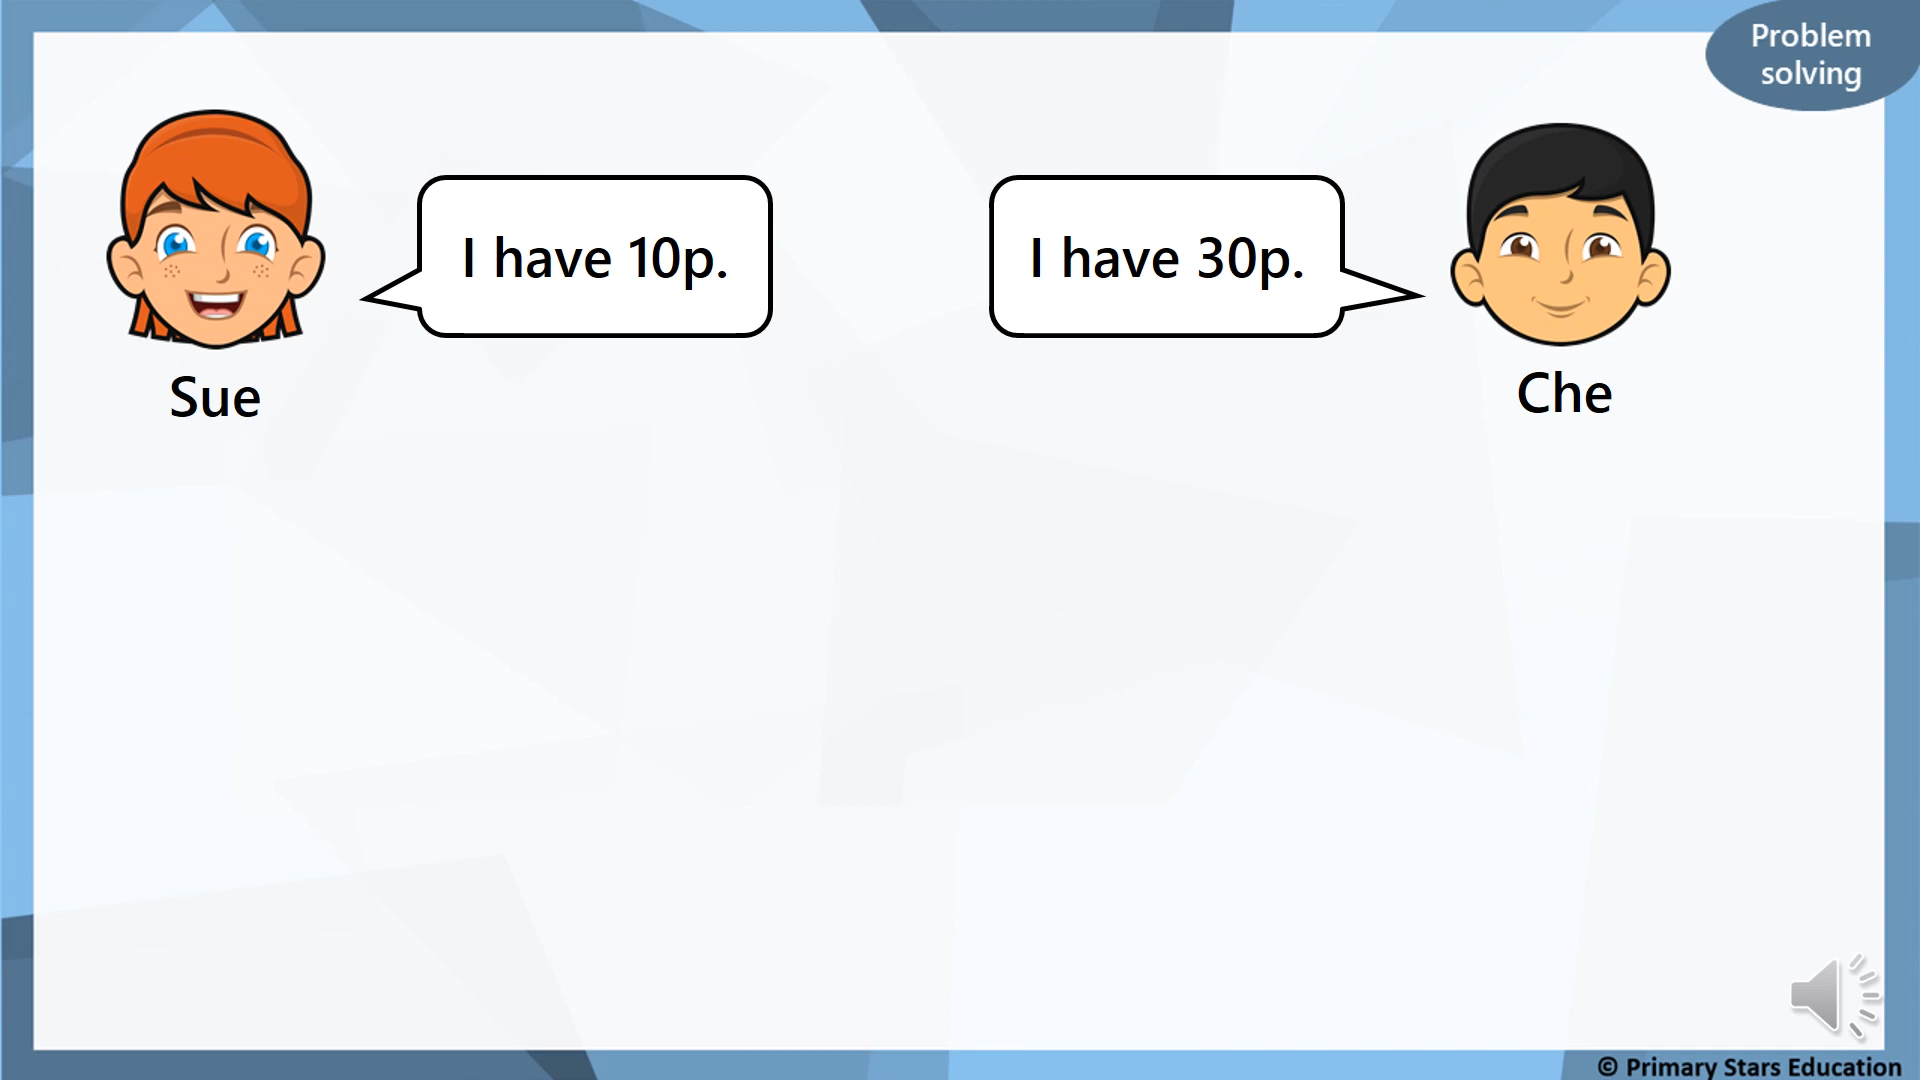 Problem
solving
I have 10p.
I have 30p.
Sue
Che
© Primary Stars Education